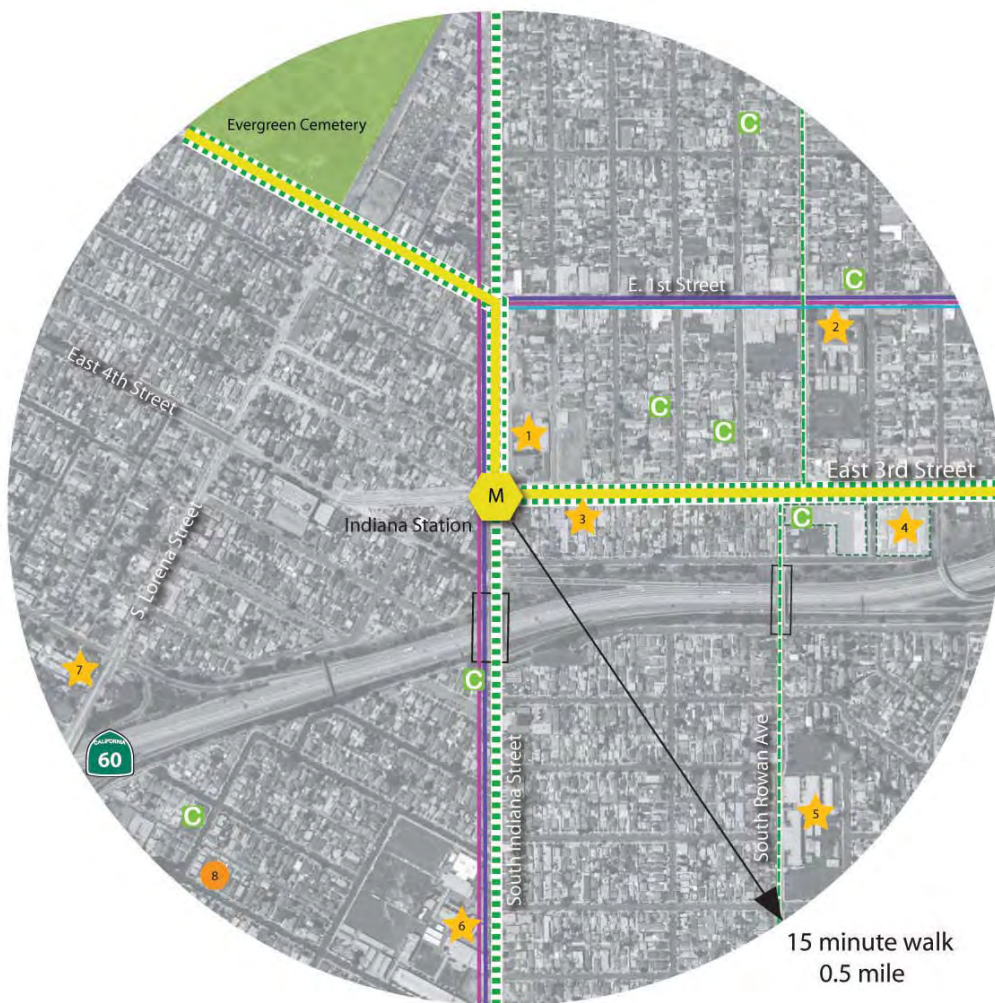 Evergreen Cemetery
C
E. 1st Street
C
2
East 4th Street
C
1
C
East 3rd Street
M
Indiana Station
3
C
4
S. Lorena Street
7
C
CALIFORNIA
60
South Indiana Street
South Rowan Ave
C
5
8
6
15 minute walk
0.5 mile